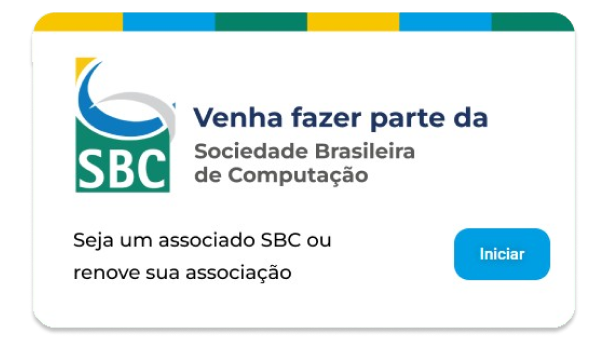 SBC
Venha fazer parte da
Sociedade Brasileira
de Computação
Seja um associado SBC ou
renove sua associação
Iniciar